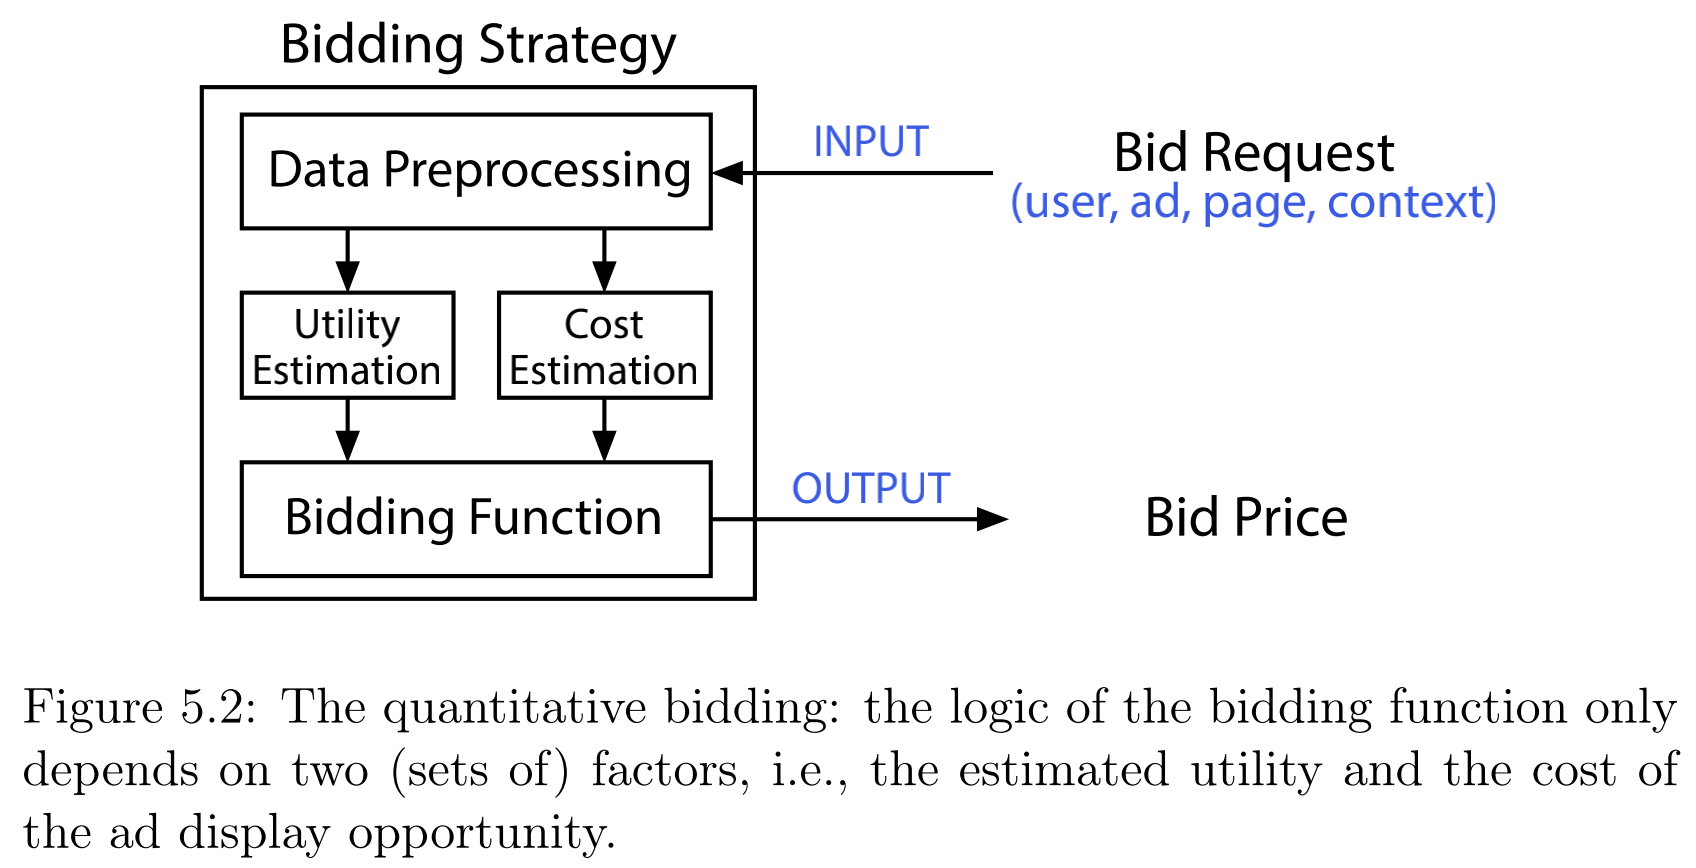 Bidding Strategy
Data Preprocessing
INPUT
Bid Request
(user, ad, page, context)
Utility
Estimation
Cost
Estimation
Bidding Function
OUTPUT
Bid Price
Figure 5.2: The quantitative bidding: the logic of the bidding function only
depends on two (sets of) factors, i.e., the estimated utility and the cost of
the ad display opportunity.